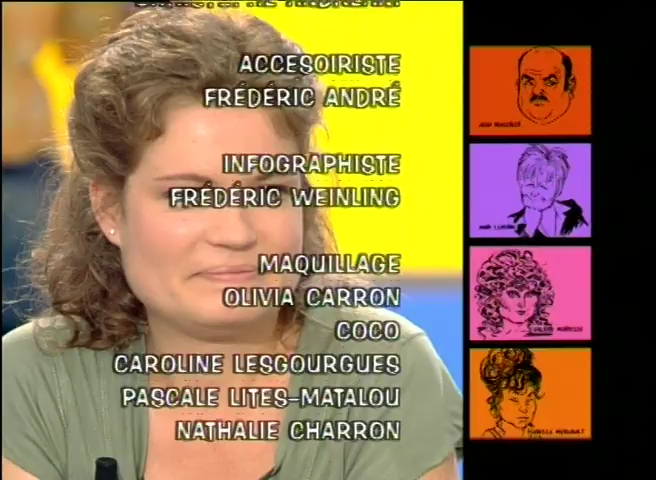 ACCESOIRISTE
FRÉDÉRIC ANDRÉ
INFOGRAPHISTE
FRÉDÉRIC WEINLING
MAQUILLAGE
OLIVIA CARRON
COCO
CAROLINE LESGOURGUES
PASCALE LITES-MATALOU
NATHALIE CHARRON